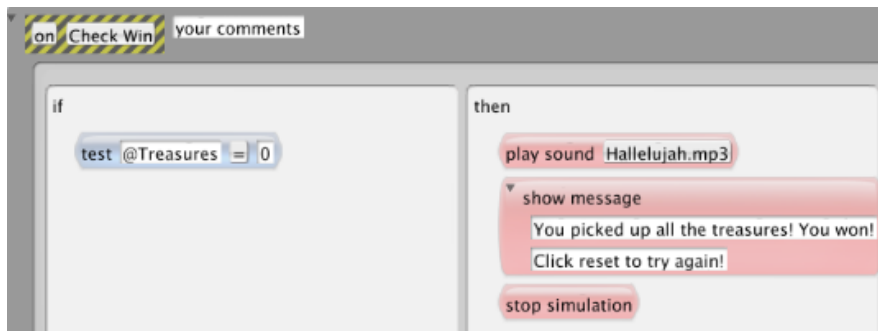 on Check Win your comments
if
test @Treasures = 0
then
play sound Hallelujah.mp3
show message
You picked up all the treasures! You won!
Click reset to try again!
stop simulation